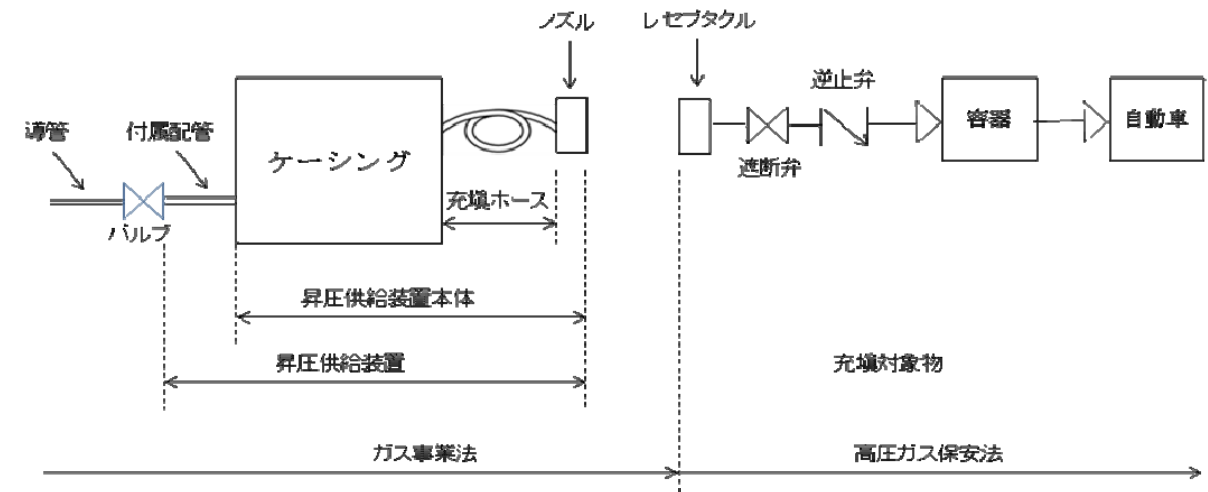 ノズル
レセプタクル
逆止弁
導管
付属配管
ケーシング
容器
自動車
遮断弁
充塡ホース
バルブ
昇圧供給装置本体
昇圧供給装置
充塡対象物
ガス事業法
高圧ガス保安法